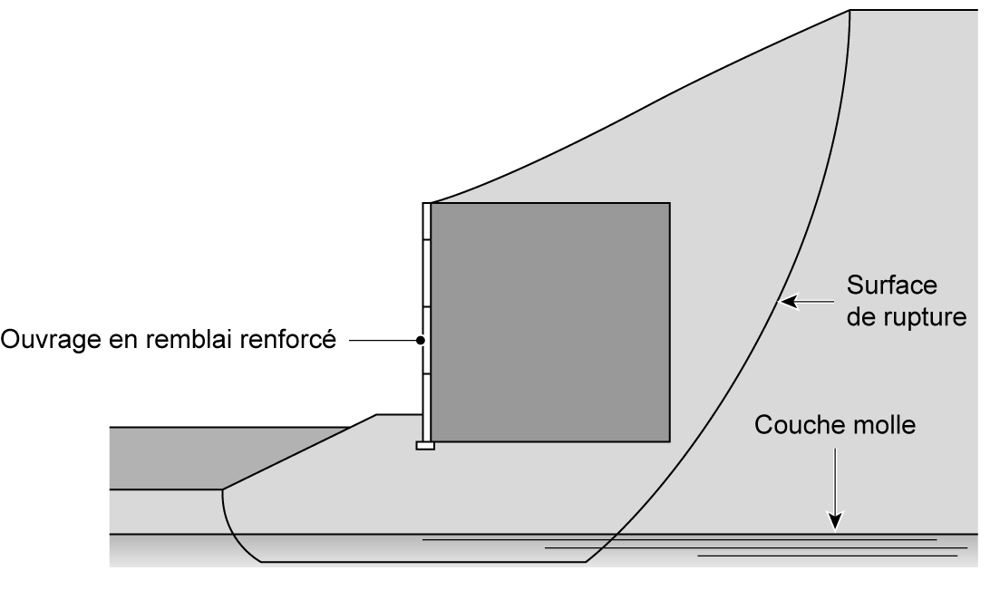 Surface
de rupture
Ouvrage en remblai renforcé
Couche molle